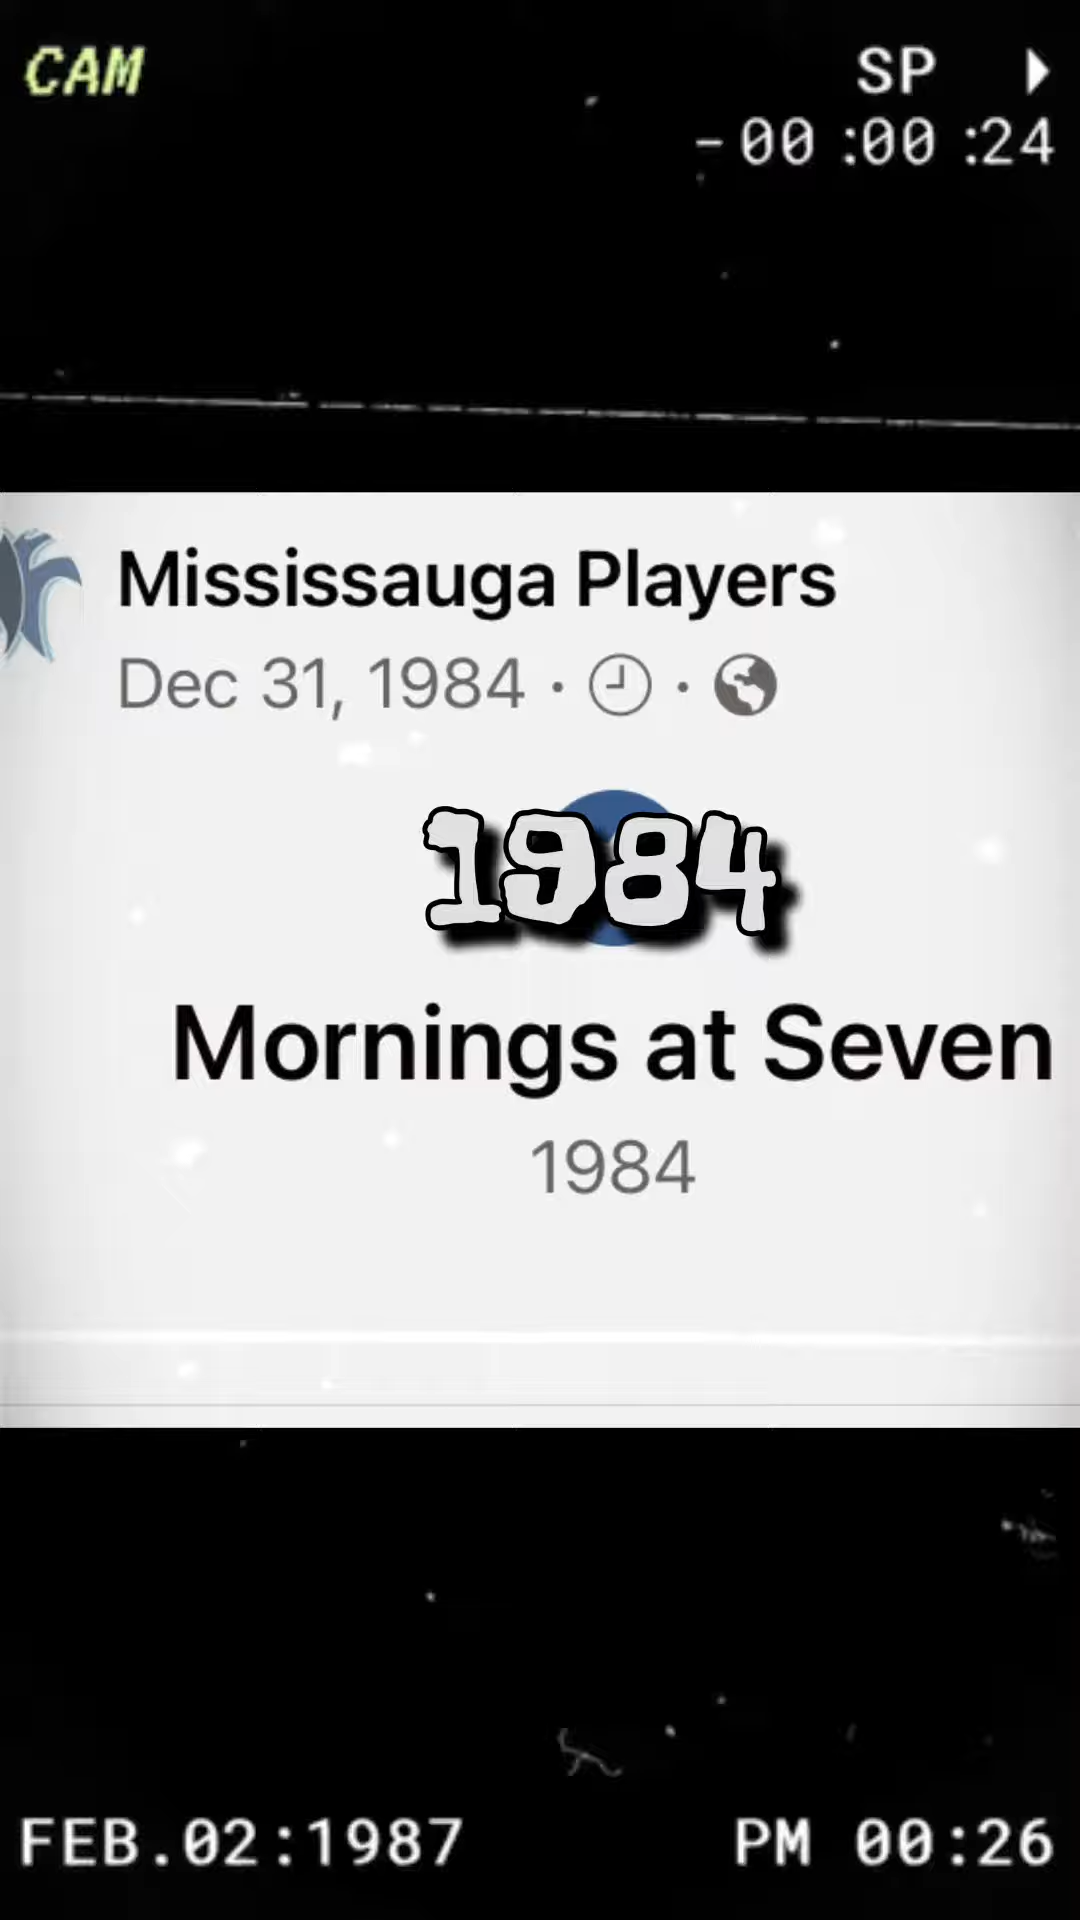 CAM
SP
-00:00:24
Mississauga Players
Dec 31, 1984 · ·
1984
Mornings at Seven
1984
FEB.02:1987
PM 00:26